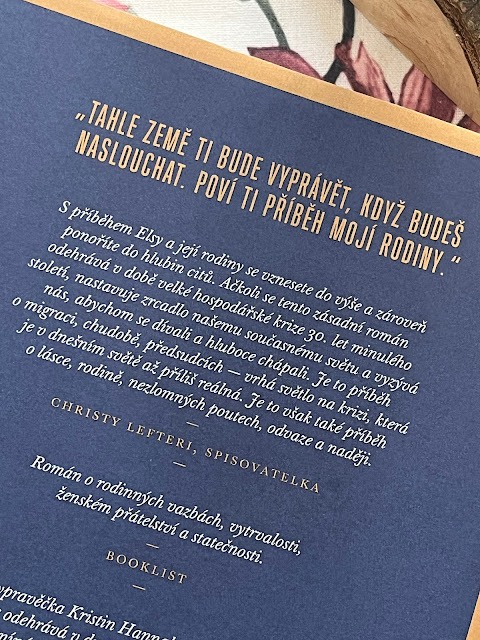 „TAHLE ZEMĚ TI BUDE VYPRÁVĚT, KDYŽ BUDEŠ
NASLOUCHAT. POVÍ TI PŘÍBĚH MOJÍ RODINY.“
S příběhem Elsy a její rodiny se vznesete do výše a zároveň
ponoříte do hlubin citů. Ačkoli se tento zásadní román
odehrává v době velké hospodářské krize 30. let minulého
století, nastavuje zrcadlo našemu současnému světu a vyzývá
nás, abychom se dívali a hluboce chápali. Je to příběh
o migraci, chudobě, předsudcích — vrhá světlo na krizi, která
je v dnešním světě až příliš reálná. Je to však také příběh
o lásce, rodině, nezlomných poutech, odvaze a naději.
—
CHRISTY LEFTERI, SPISOVATELKA
—
Román o rodinných vazbách, vytrvalosti,
ženském přátelství a statečnosti.
—
BOOKLIST
—
Kristin
odehrává v